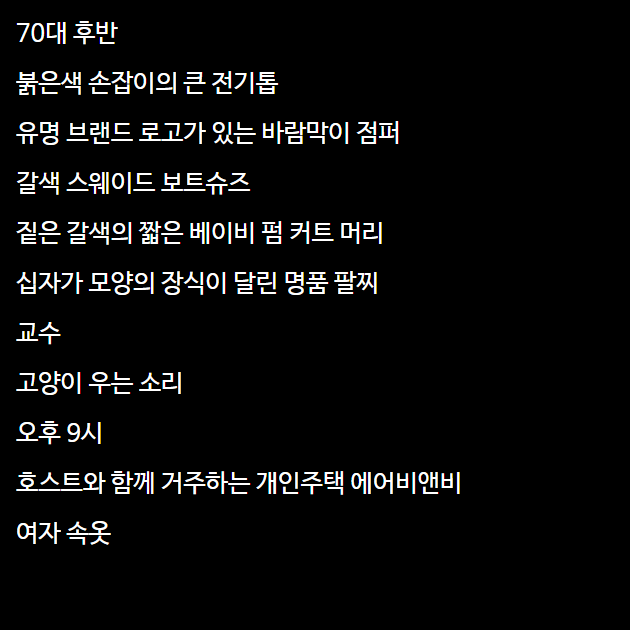 70대 후반
붉은색 손잡이의 큰 전기톱
유명 브랜드 로고가 있는 바람막이 점퍼
갈색 스웨이드 보트슈즈
짙은 갈색의 짧은 베이비 펌 커트 머리
십자가 모양의 장식이 달린 명품 팔찌
교수
고양이 우는 소리
오후 9시
호스트와 함께 거주하는 개인주택 에어비앤비
여자 속옷